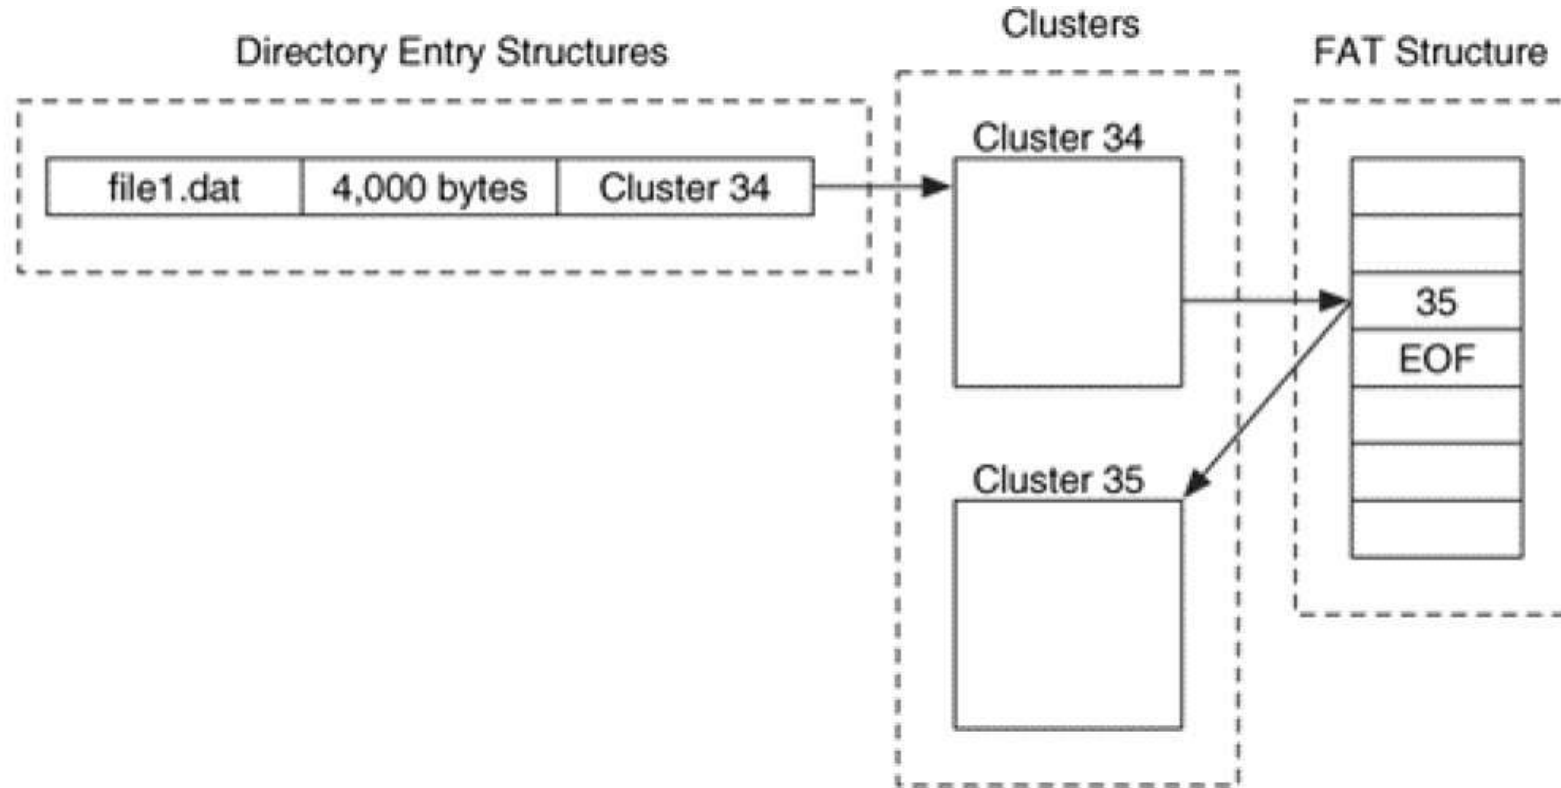 Directory Entry Structures
Clusters
FAT Structure
file1.dat
4,000 bytes
Cluster 34
Cluster 34
35
EOF
Cluster 35